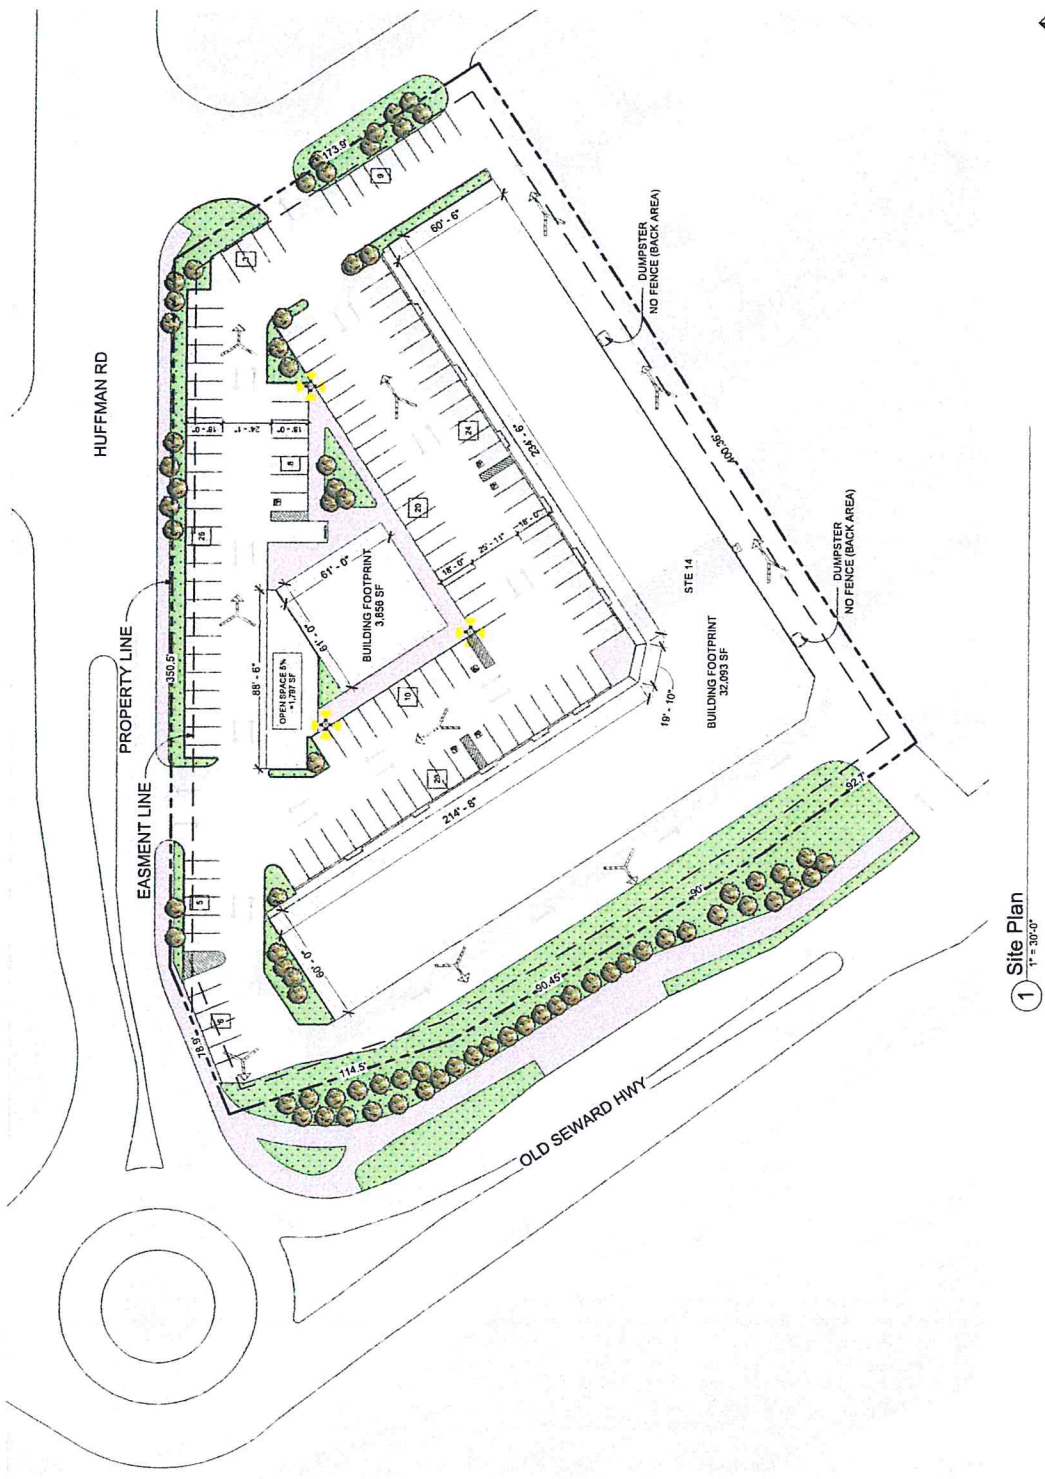 HUFFMAN RD
PROPERTY LINE
EASMENT LINE
350.5'
173.9'
78.9'
114.5'
90.45'
90'
92.7'
400.36'
OLD SEWARD HWY
5
25
8
9
20
24
10
18' - 0"
24' - 1"
18' - 0"
88' - 6"
OPEN SPACE 5%
=1,797 SF
61' - 0"
61' - 0"
BUILDING FOOTPRINT
3,656 SF
18' - 0"
25' - 11"
18' - 0"
60' - 6"
234' - 6"
214' - 6"
60' - 0"
19' - 10"
STE 14
BUILDING FOOTPRINT
32,093 SF
DUMPSTER
NO FENCE (BACK AREA)
DUMPSTER
NO FENCE (BACK AREA)
1
Site Plan
1" = 30'-0"